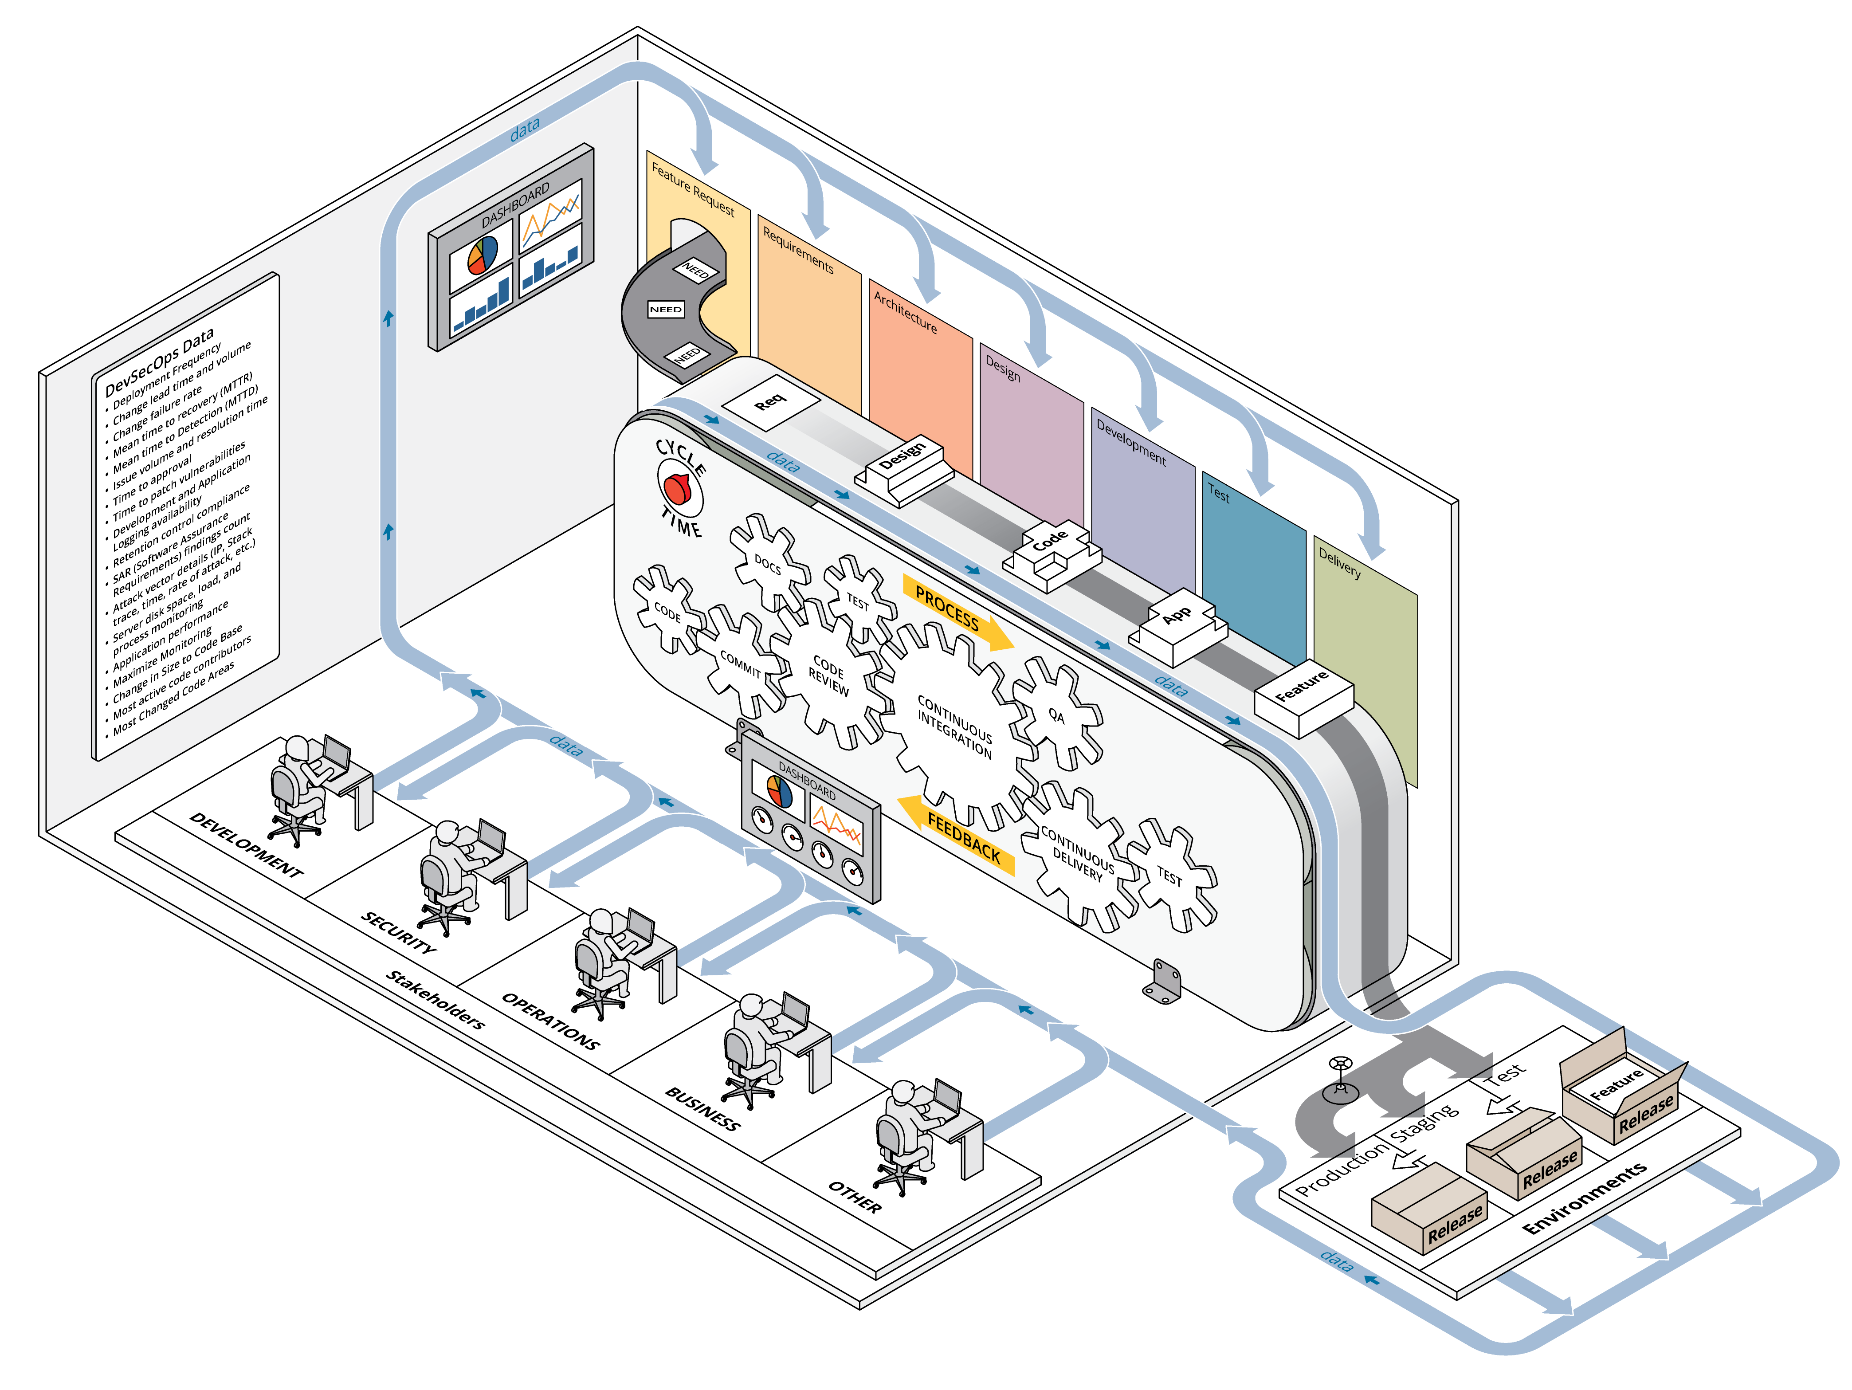 data
DASHBOARD
DevSecOps Data
• Deployment Frequency
• Change lead time and volume
• Change failure rate
• Mean time to recovery (MTTR)
• Mean time to Detection (MTTD)
• Issue volume and resolution time
• Time to approval
• Time to patch vulnerabilities
• Development and Application
Logging availability
• Retention control compliance
• SAR (Software Assurance
Requirements) findings count
• Attack vector details (IP, Stack
trace, time, rate of attack, etc.)
• Server disk space, load, and
process monitoring
• Application performance
• Maximize Monitoring
• Change in Size to Code Base
• Most active code contributors
• Most Changed Code Areas
Feature Request
Requirements
Architecture
Design
Development
Test
Delivery
NEED
NEED
NEED
Req
Design
Code
App
Feature
data
data
CYCLE
TIME
DOCS
TEST
CODE
COMMIT
CODE
REVIEW
PROCESS
CONTINUOUS
INTEGRATION
QA
FEEDBACK
CONTINUOUS
DELIVERY
TEST
DASHBOARD
data
DEVELOPMENT
SECURITY
OPERATIONS
BUSINESS
OTHER
Stakeholders
Test
Staging
Production
Feature
Release
Release
Release
Environments
data